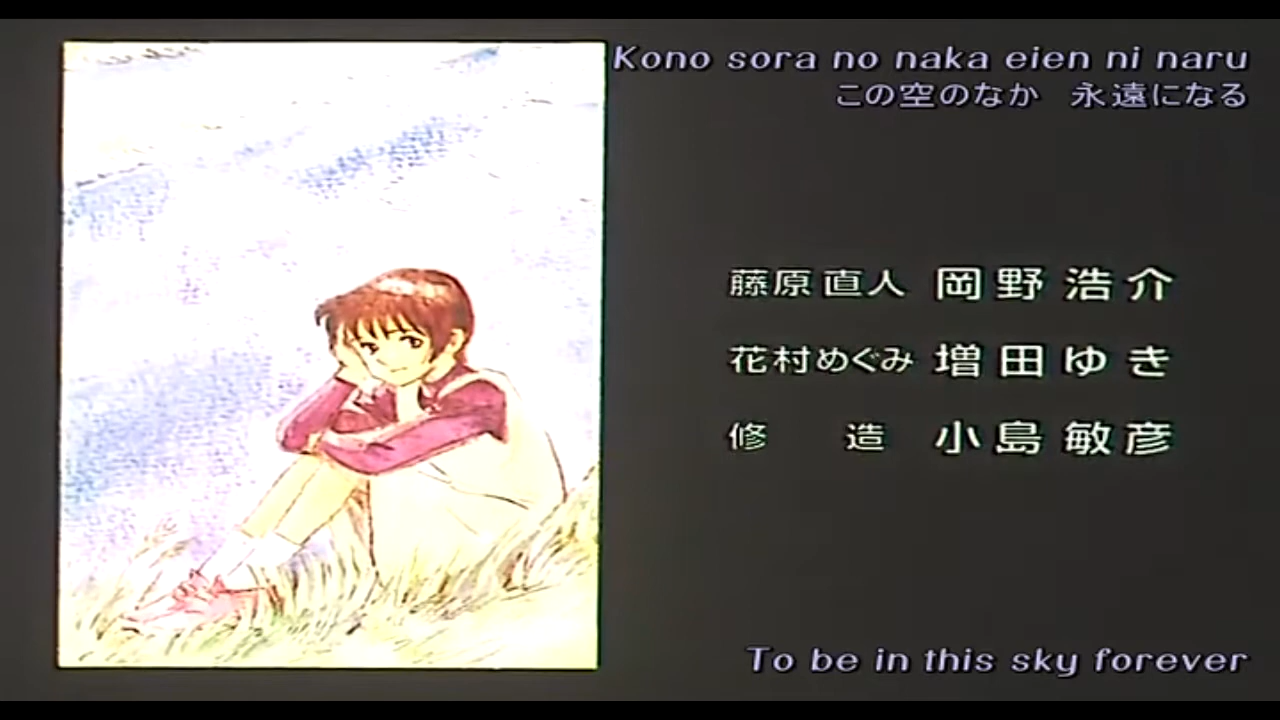 Kono sora no naka eien ni naru
この空のなか 永遠になる
藤原直人 岡野浩介
花村めぐみ 増田ゆき
修造 小島敏彦
To be in this sky forever